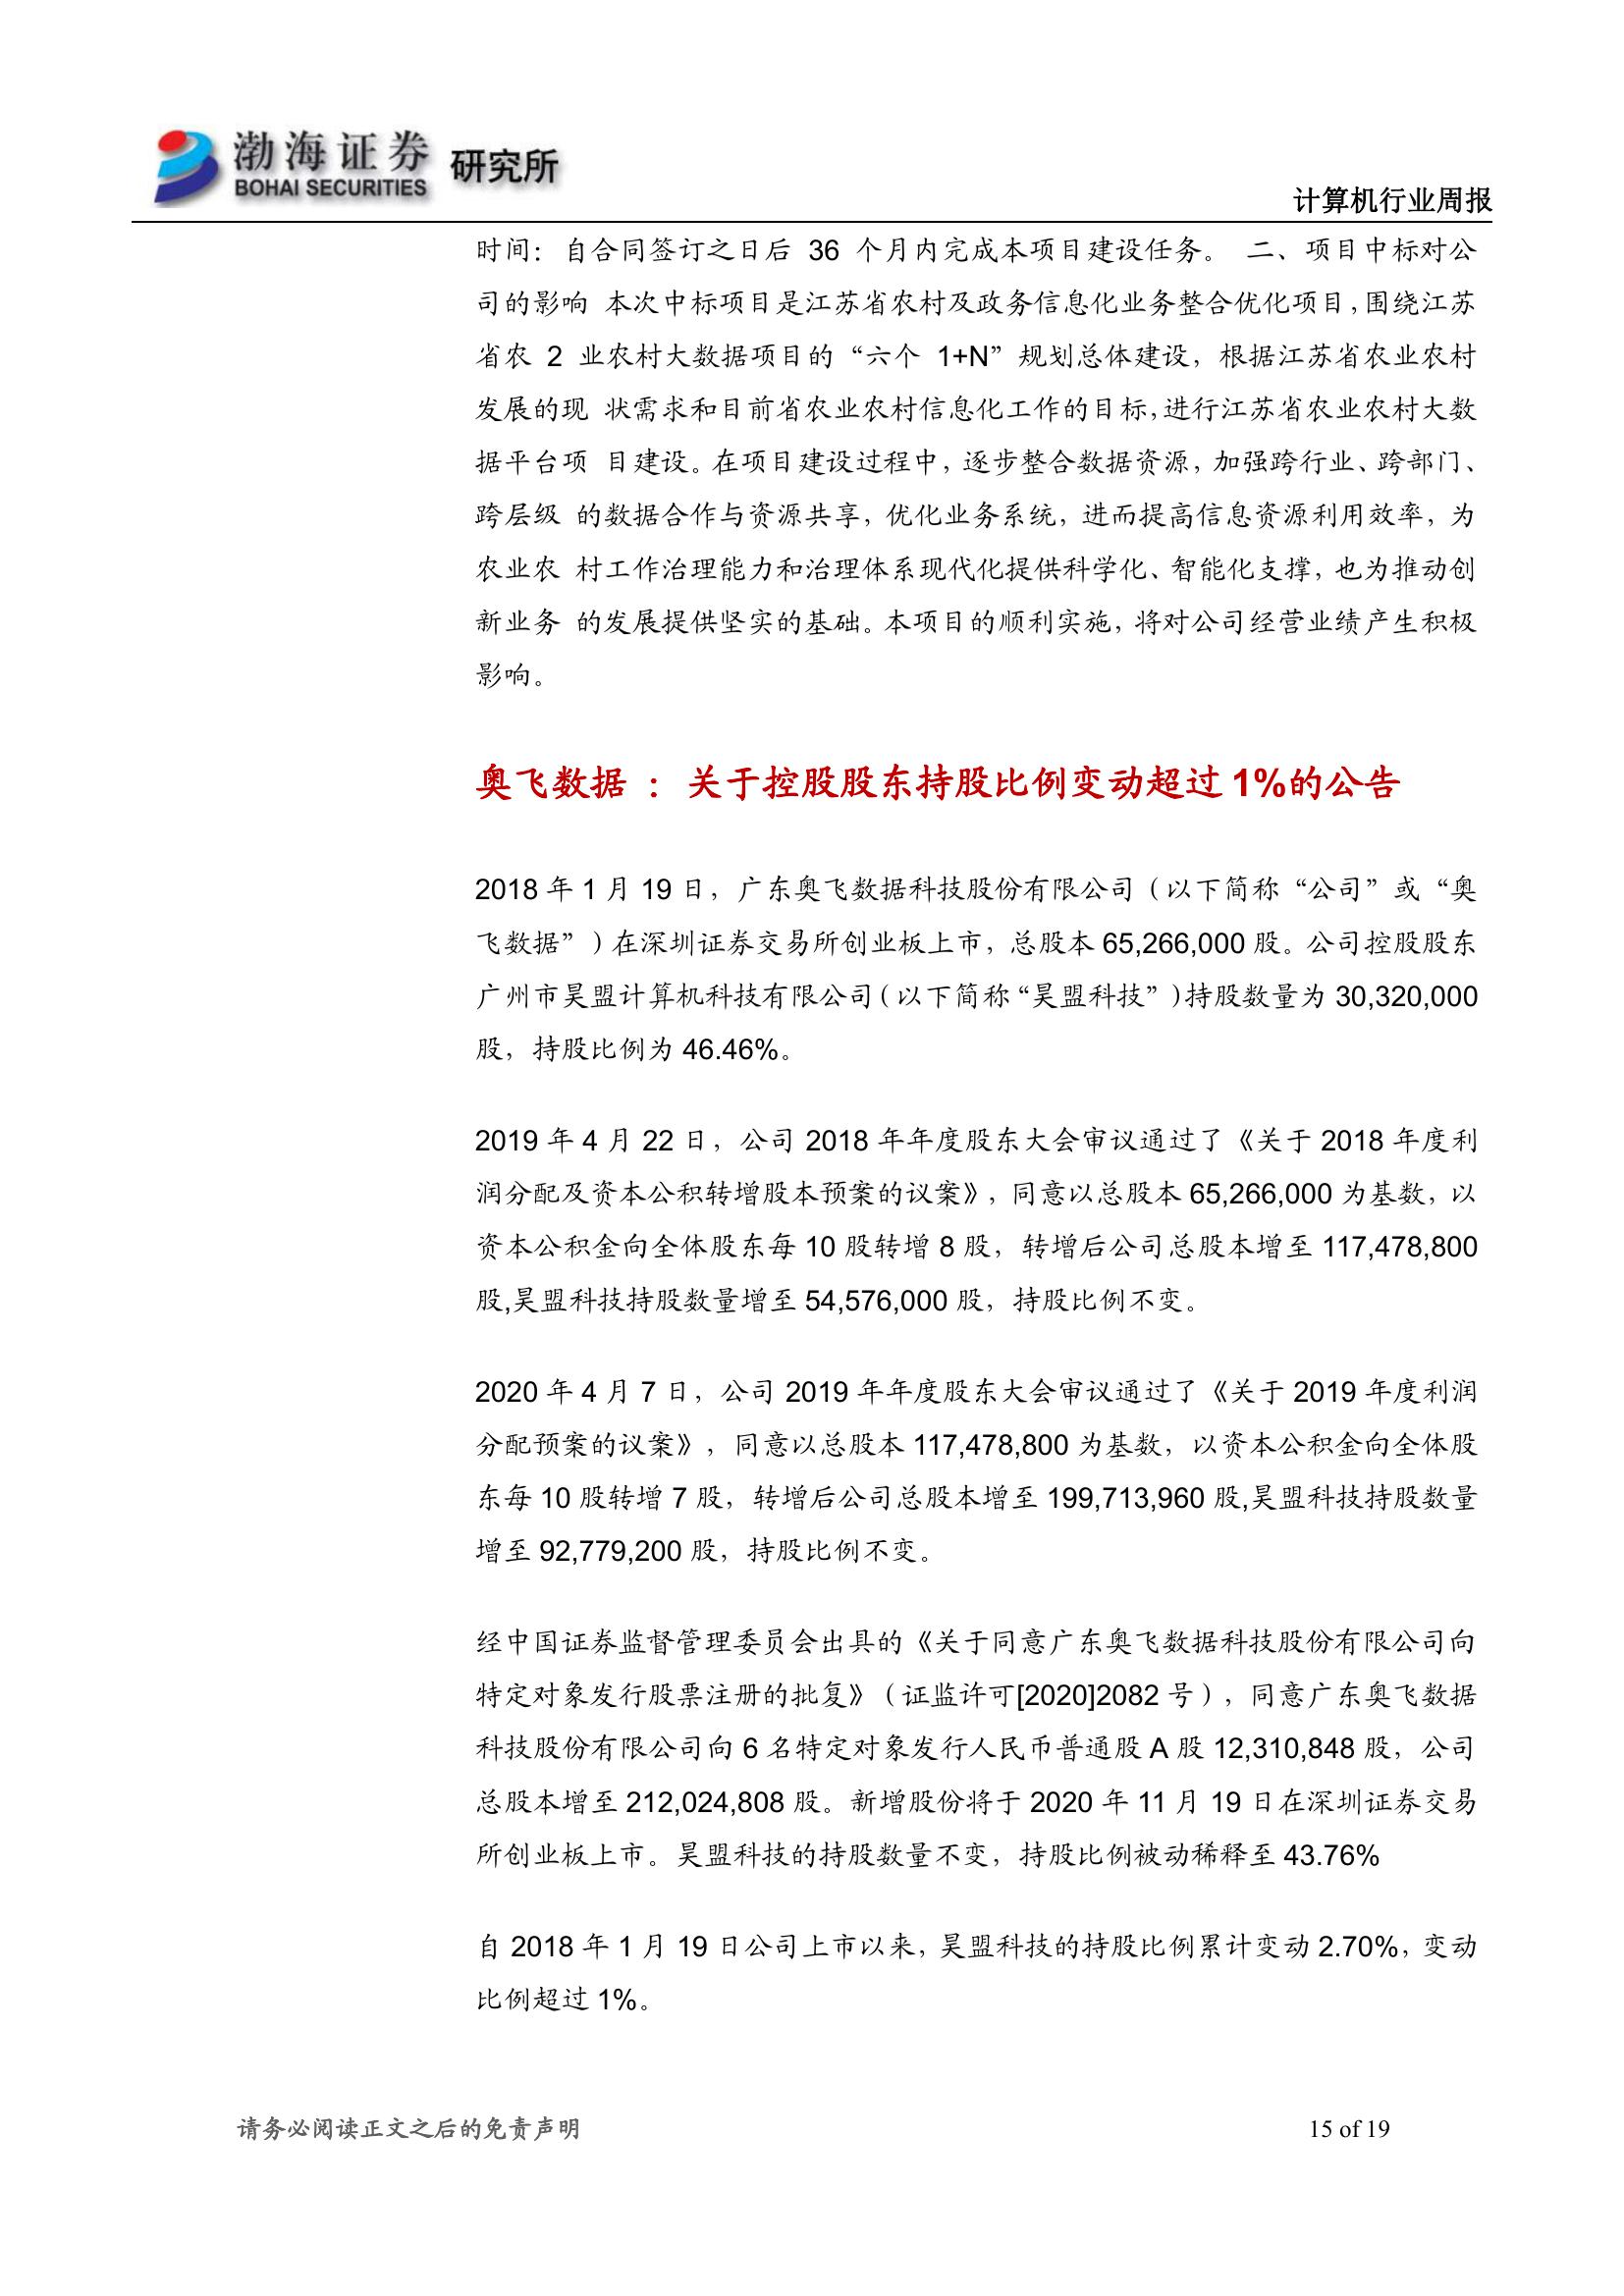 渤海证券 研究所
BOHAI SECURITIES
计算机行业周报
时间：自合同签订之日后 36 个月内完成本项目建设任务。 二、项目中标对公
司的影响 本次中标项目是江苏省农村及政务信息化业务整合优化项目，围绕江苏
省农 2 业农村大数据项目的“六个 1+N”规划总体建设，根据江苏省农业农村
发展的现 状需求和目前省农业农村信息化工作的目标，进行江苏省农业农村大数
据平台项 目建设。在项目建设过程中，逐步整合数据资源，加强跨行业、跨部门、
跨层级 的数据合作与资源共享，优化业务系统，进而提高信息资源利用效率，为
农业农 村工作治理能力和治理体系现代化提供科学化、智能化支撑，也为推动创
新业务 的发展提供坚实的基础。本项目的顺利实施，将对公司经营业绩产生积极
影响。
奥飞数据 ：关于控股股东持股比例变动超过 1%的公告
2018 年 1 月 19 日，广东奥飞数据科技股份有限公司（以下简称“公司”或“奥
飞数据”）在深圳证券交易所创业板上市，总股本 65,266,000 股。公司控股股东
广州市昊盟计算机科技有限公司（以下简称“昊盟科技”）持股数量为 30,320,000
股，持股比例为 46.46%。
2019 年 4 月 22 日，公司 2018 年年度股东大会审议通过了《关于 2018 年度利
润分配及资本公积转增股本预案的议案》，同意以总股本 65,266,000 为基数，以
资本公积金向全体股东每 10 股转增 8 股，转增后公司总股本增至 117,478,800
股,昊盟科技持股数量增至 54,576,000 股，持股比例不变。
2020 年 4 月 7 日，公司 2019 年年度股东大会审议通过了《关于 2019 年度利润
分配预案的议案》，同意以总股本 117,478,800 为基数，以资本公积金向全体股
东每 10 股转增 7 股，转增后公司总股本增至 199,713,960 股,昊盟科技持股数量
增至 92,779,200 股，持股比例不变。
经中国证券监督管理委员会出具的《关于同意广东奥飞数据科技股份有限公司向
特定对象发行股票注册的批复》（证监许可[2020]2082 号），同意广东奥飞数据
科技股份有限公司向 6 名特定对象发行人民币普通股 A 股 12,310,848 股，公司
总股本增至 212,024,808 股。新增股份将于 2020 年 11 月 19 日在深圳证券交易
所创业板上市。昊盟科技的持股数量不变，持股比例被动稀释至 43.76%
自 2018 年 1 月 19 日公司上市以来，昊盟科技的持股比例累计变动 2.70%，变动
比例超过 1%。
请务必阅读正文之后的免责声明
15 of 19